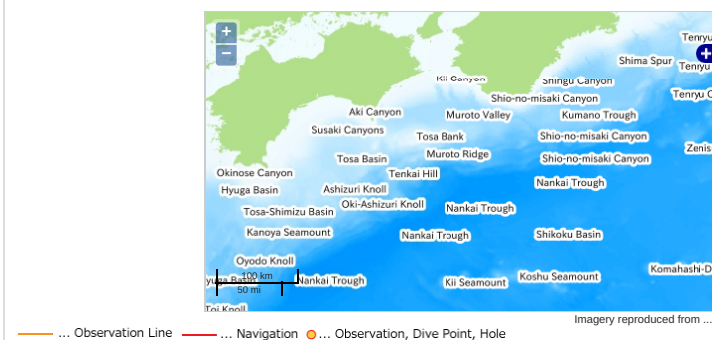 +
−
Tenryu
Shima Spur
+
Tenryu
Kii Canyon
Shingu Canyon
Tenryu C
Shio-no-misaki Canyon
Aki Canyon
Muroto Valley
Kumano Trough
Susaki Canyons
Tosa Bank
Shio-no-misaki Canyon
Zenis
Tosa Basin
Muroto Ridge
Shio-no-misaki Canyon
Okinose Canyon
Tenkai Hill
Nankai Trough
Hyuga Basin
Ashizuri Knoll
Oki-Ashizuri Knoll
Tosa-Shimizu Basin
Nankai Trough
Kanoya Seamount
Nankai Trough
Shikoku Basin
Oyodo Knoll
Komahashi-D
100 km
yuga Basin
Nankai Trough
Kii Seamount
Koshu Seamount
50 mi
Toi Knoll
Imagery reproduced from ...
... Observation Line
... Navigation
... Observation, Dive Point, Hole